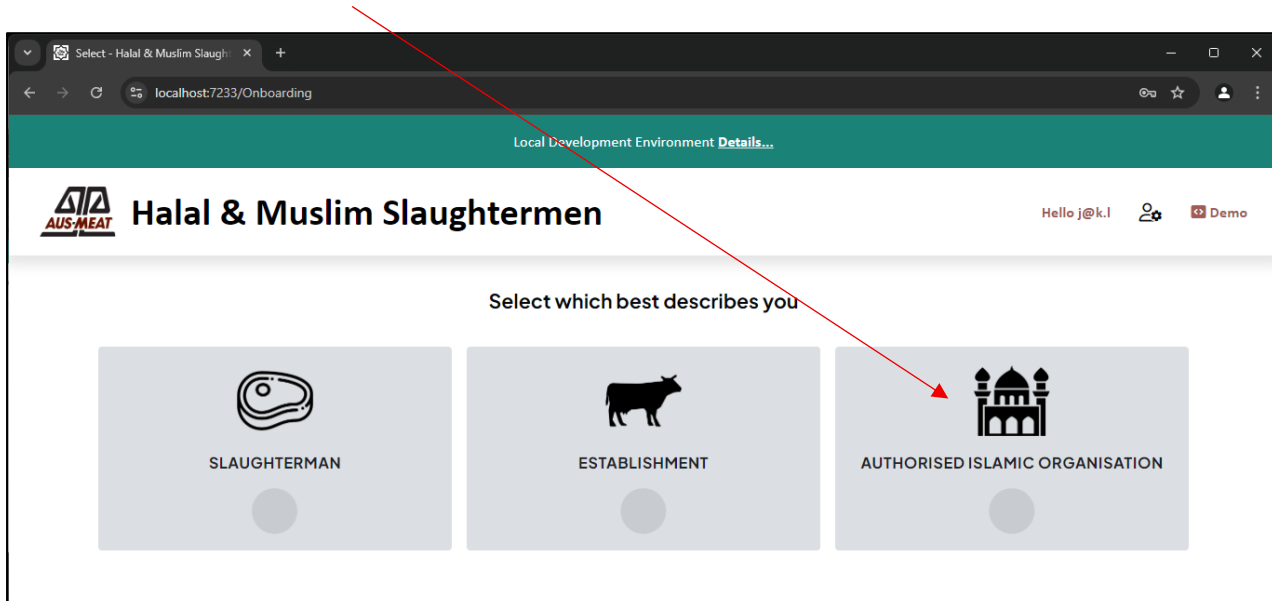 Select - Halal & Muslim Slaugh
localhost:7233/Onboarding
Local Development Environment Details...
AUS-MEAT
Halal & Muslim Slaughtermen
Hello j@k.l
Demo
Select which best describes you
SLAUGHTERMAN
ESTABLISHMENT
AUTHORISED ISLAMIC ORGANISATION